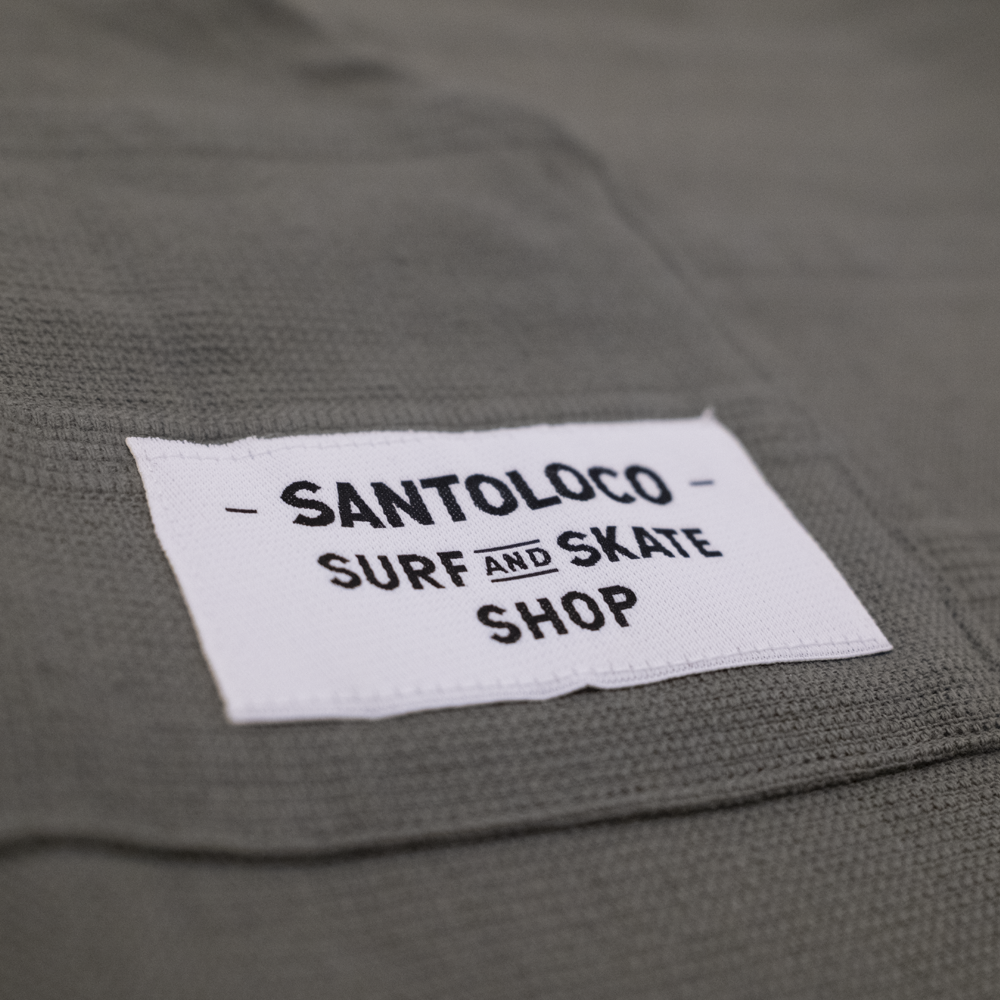 - SANTOLOCO -
SURF AND SKATE
SHOP